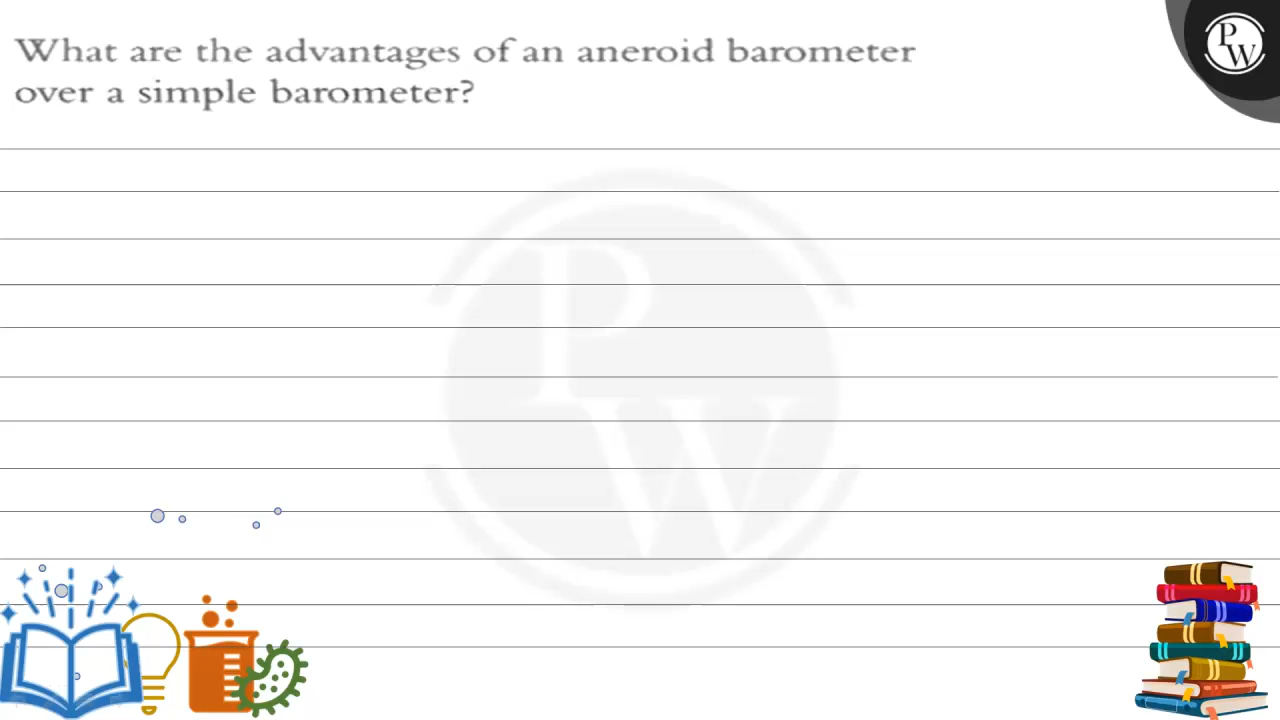 What are the advantages of an aneroid barometer
over a simple barometer?
P
W
P
W